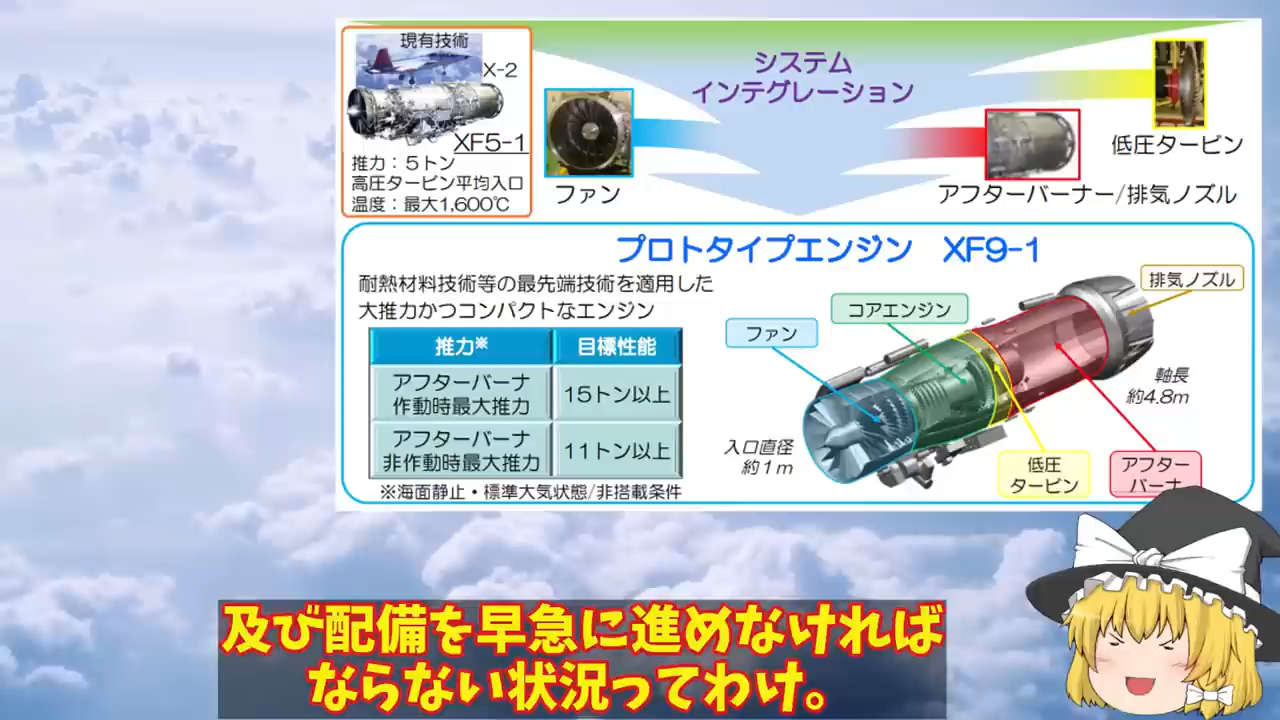 現有技術
X-2
XF5-1
推力：５トン
高圧タービン平均入口
温度：最大1,600℃
システム
インテグレーション
ファン
低圧タービン
アフターバーナー/排気ノズル
プロトタイプエンジン　XF9-1
耐熱材料技術等の最先端技術を適用した
大推力かつコンパクトなエンジン
推力※
目標性能
アフターバーナ
作動時最大推力
15トン以上
アフターバーナ
非作動時最大推力
11トン以上
※海面静止・標準大気状態/非搭載条件
ファン
コアエンジン
排気ノズル
軸長
約4.8m
入口直径
約１m
低圧
タービン
アフター
バーナ
及び配備を早急に進めなければ
ならない状況ってわけ。